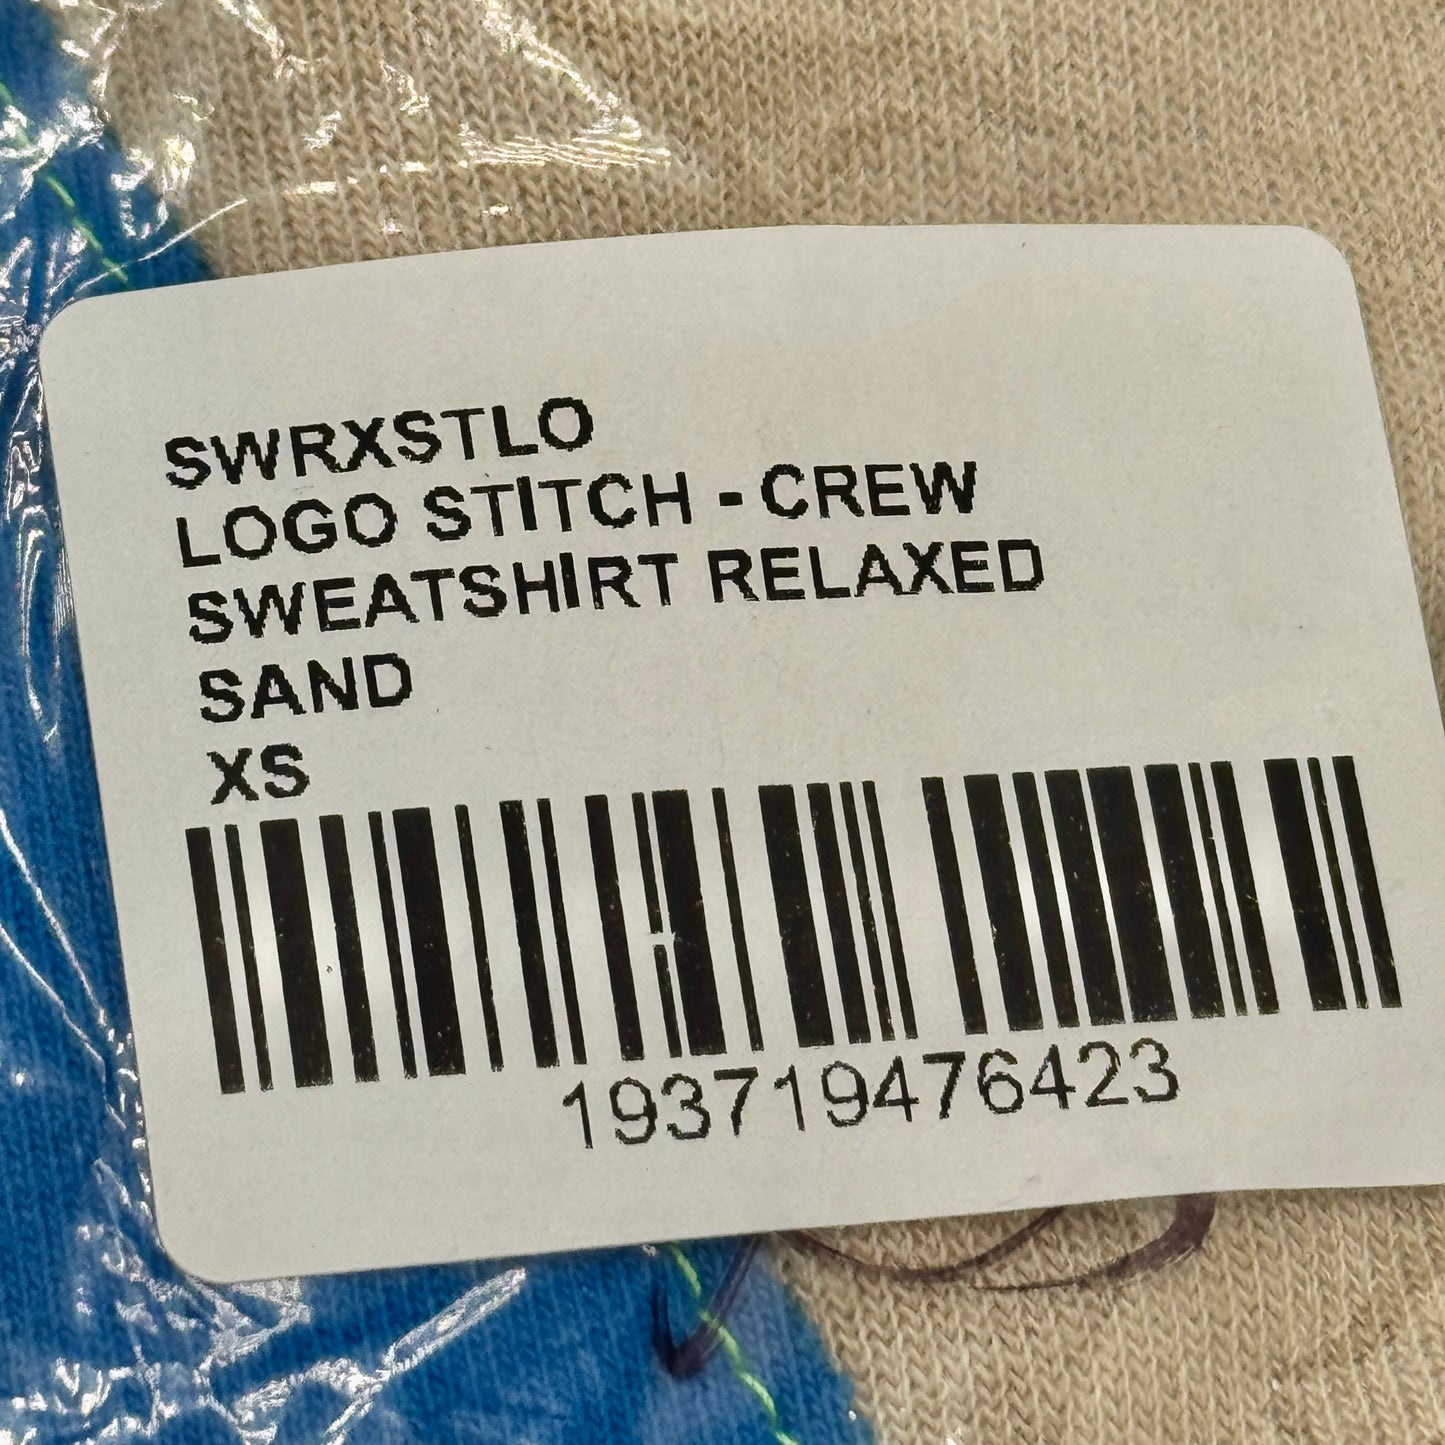 SWRXSTLO
LOGO STITCH - CREW
SWEATSHIRT RELAXED
SAND
XS
193719476423